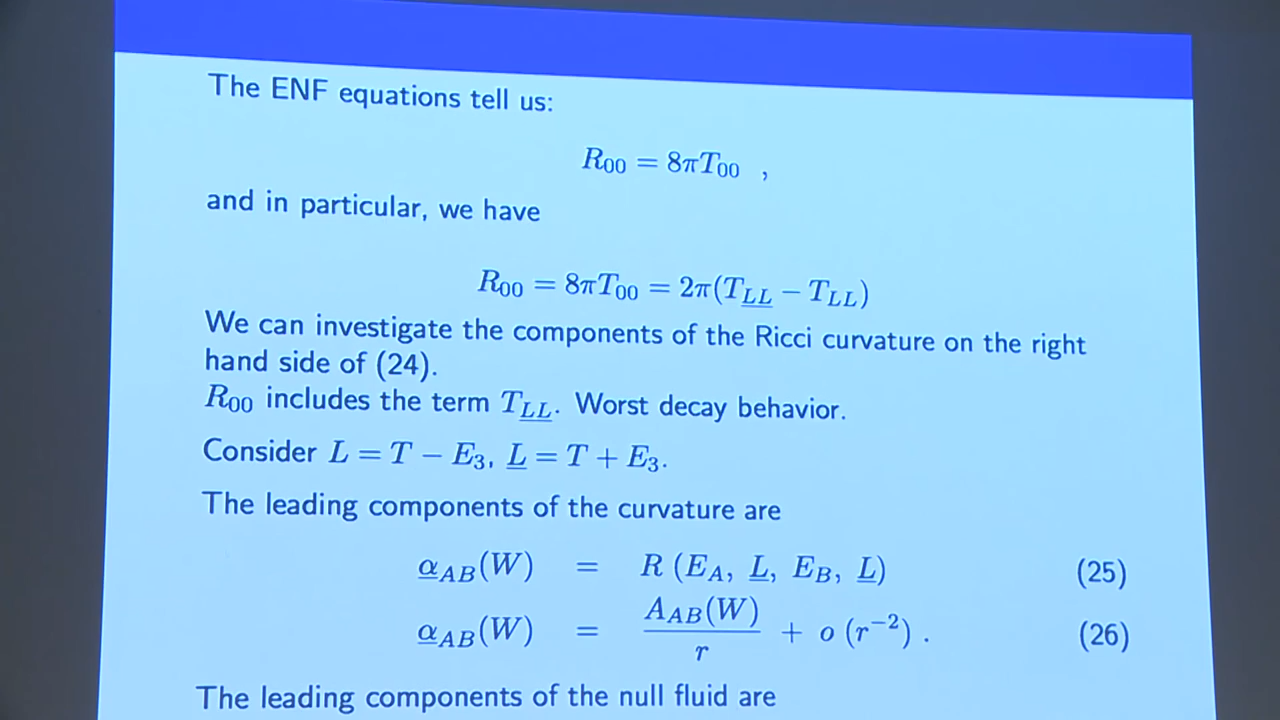 The ENF equations tell us:
R₀₀ = 8πT₀₀ ,
and in particular, we have
R₀₀ = 8πT₀₀ = 2π(T_{\underline{L}\underline{L}} − T_{LL})
We can investigate the components of the Ricci curvature on the right
hand side of (24).
R₀₀ includes the term T_{\underline{L}\underline{L}}. Worst decay behavior.
Consider L = T − E₃, \underline{L} = T + E₃.
The leading components of the curvature are
\underline{α}_{AB}(W) = R (E_A, \underline{L}, E_B, \underline{L}) (25)
\underline{α}_{AB}(W) = \frac{A_{AB}(W)}{r} + o (r^{−2}) . (26)
The leading components of the null fluid are